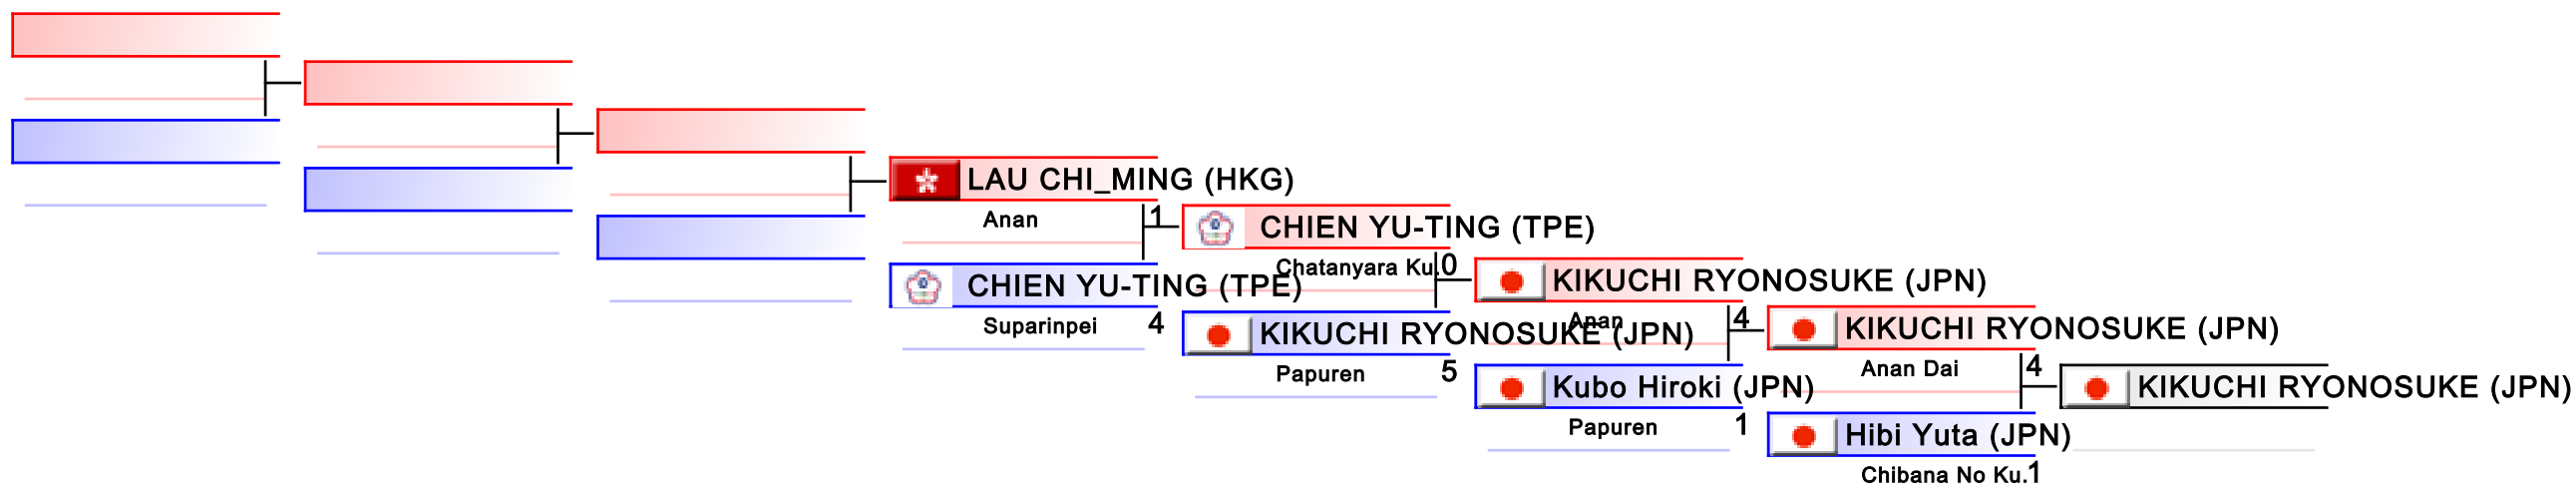 LAU CHI_MING (HKG)
Anan
1
CHIEN YU-TING (TPE)
Suparinpei
4
CHIEN YU-TING (TPE)
Chatanyara Ku.
0
KIKUCHI RYONOSUKE (JPN)
Papuren
5
KIKUCHI RYONOSUKE (JPN)
Anan
4
Kubo Hiroki (JPN)
Papuren
1
KIKUCHI RYONOSUKE (JPN)
Anan Dai
4
Hibi Yuta (JPN)
Chibana No Ku.
1
KIKUCHI RYONOSUKE (JPN)